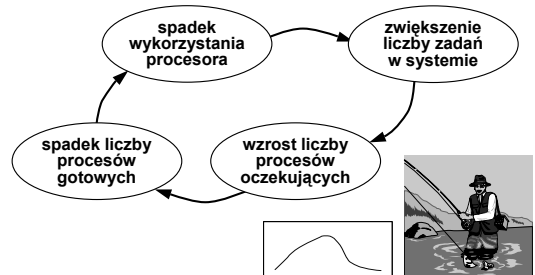 spadek
wykorzystania
procesora
zwiększenie
liczby zadań
w systemie
spadek liczby
procesów
gotowych
wzrost liczby
procesów
oczekujących